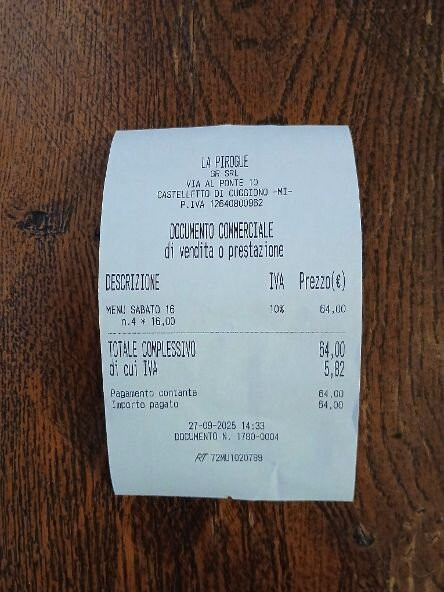 LA PIROGUE
GR SRL
VIA AL PONTE 10
CASTELLETTO DI CUGGIONO -MI-
P.IVA 12640800962
DOCUMENTO COMMERCIALE
di vendita o prestazione
DESCRIZIONE IVA Prezzo(€)
MENU SABATO 16 10% 64,00
n.4 * 16,00
TOTALE COMPLESSIVO 64,00
di cui IVA 5,82
Pagamento contante 64,00
Importo pagato 64,00
27-09-2025 14:33
DOCUMENTO N. 1780-0004
RT 72MU1020789